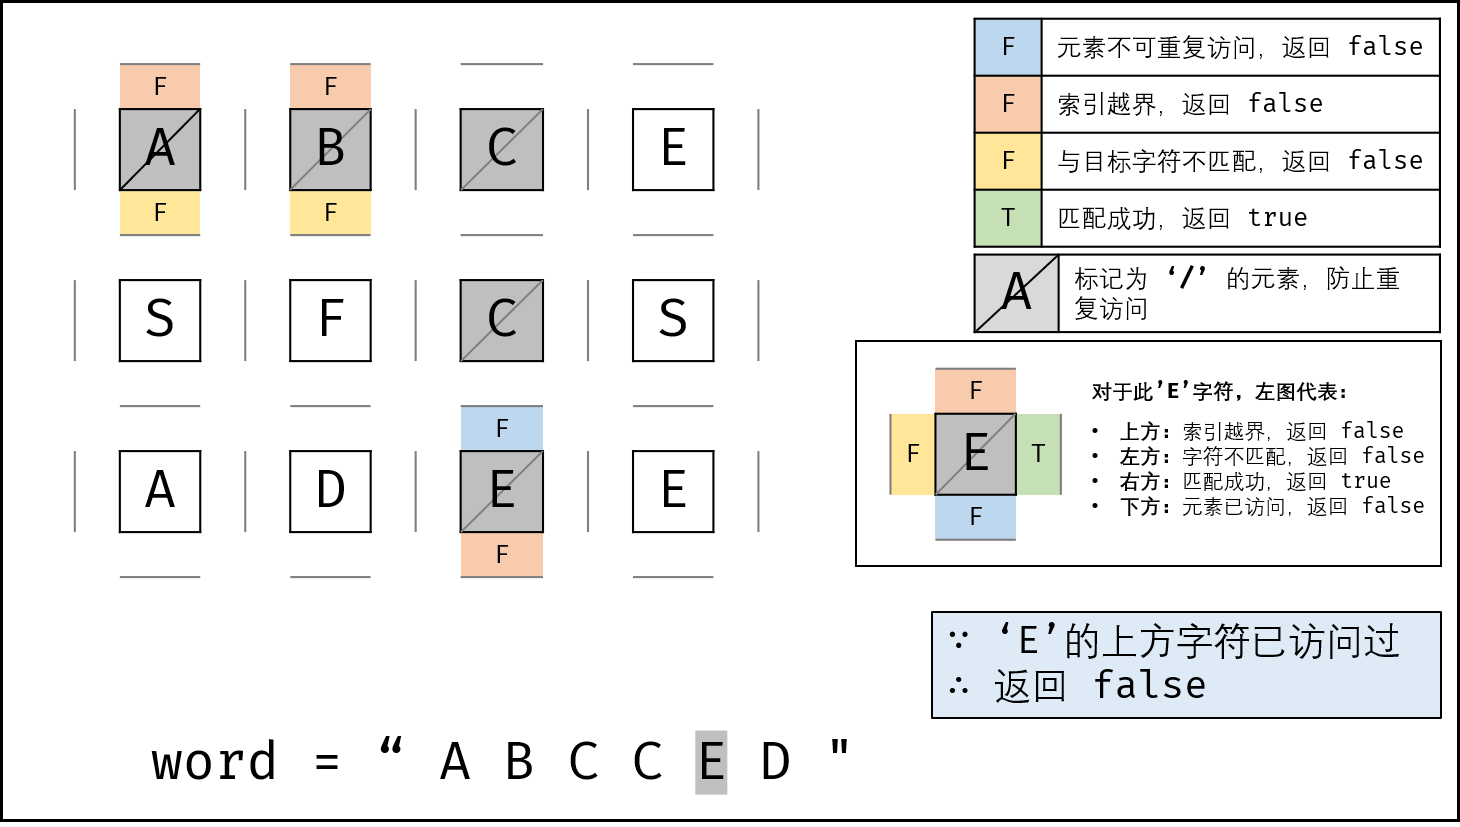 F F
A B C E
F F
S F C S
F
A D E E
F
word = “ A B C C E D "
F 元素不可重复访问，返回 false
F 索引越界，返回 false
F 与目标字符不匹配，返回 false
T 匹配成功，返回 true
A 标记为 ‘/’ 的元素，防止重
复访问
F
F E T
F
对于此’E’字符，左图代表：
• 上方：索引越界，返回 false
• 左方：字符不匹配，返回 false
• 右方：匹配成功，返回 true
• 下方：元素已访问，返回 false
∵ ‘E’的上方字符已访问过
∴ 返回 false